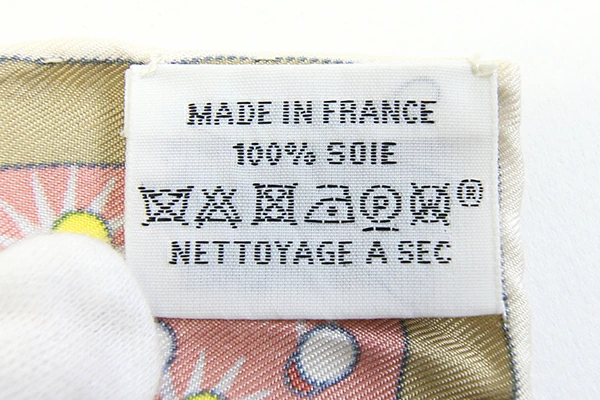 MADE IN FRANCE
100% SOIE
P ®
NETTOYAGE A SEC